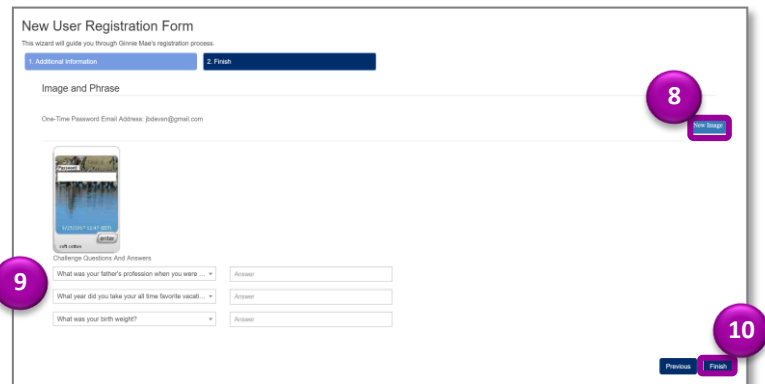 New User Registration Form
This wizard will guide you through Ginnie Mae's registration process.
1. Additional Information
2. Finish
Image and Phrase
8
One-Time Password Email Address: jbdevsn@gmail.com
New Image
Password
enter
Challenge Questions And Answers
9
What was your father's profession when you were ...
Answer
What year did you take your all time favorite vacati...
Answer
What was your birth weight?
Answer
10
Previous
Finish